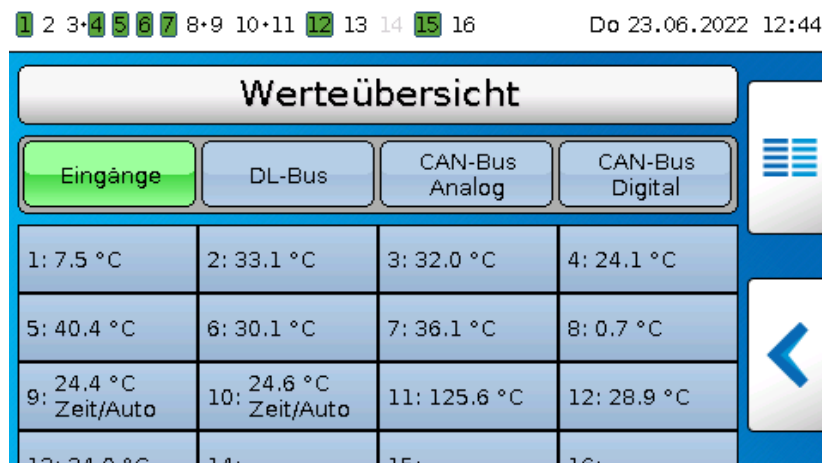 1 2 3+4 5 6 7 8+9 10+11 12 13 14 15 16 Do 23.06.2022 12:44
Werteübersicht
Eingänge DL-Bus CAN-Bus Analog CAN-Bus Digital
1: 7.5 °C 2: 33.1 °C 3: 32.0 °C 4: 24.1 °C
5: 40.4 °C 6: 30.1 °C 7: 36.1 °C 8: 0.7 °C
9: 24.4 °C Zeit/Auto 10: 24.6 °C Zeit/Auto 11: 125.6 °C 12: 28.9 °C